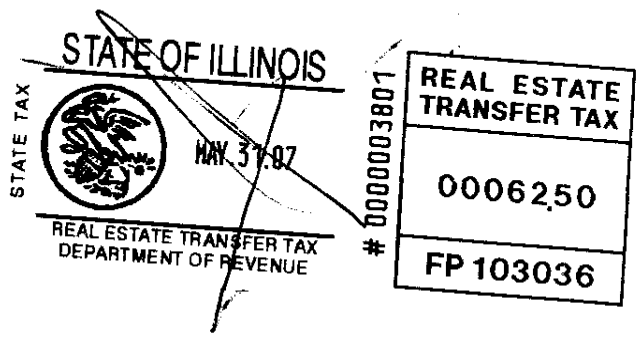 STATE OF ILLINOIS
STATE TAX
MAY.31.07
REAL ESTATE TRANSFER TAX
DEPARTMENT OF REVENUE
# 0000003801
REAL ESTATE
TRANSFER TAX
00062.50
FP 103036